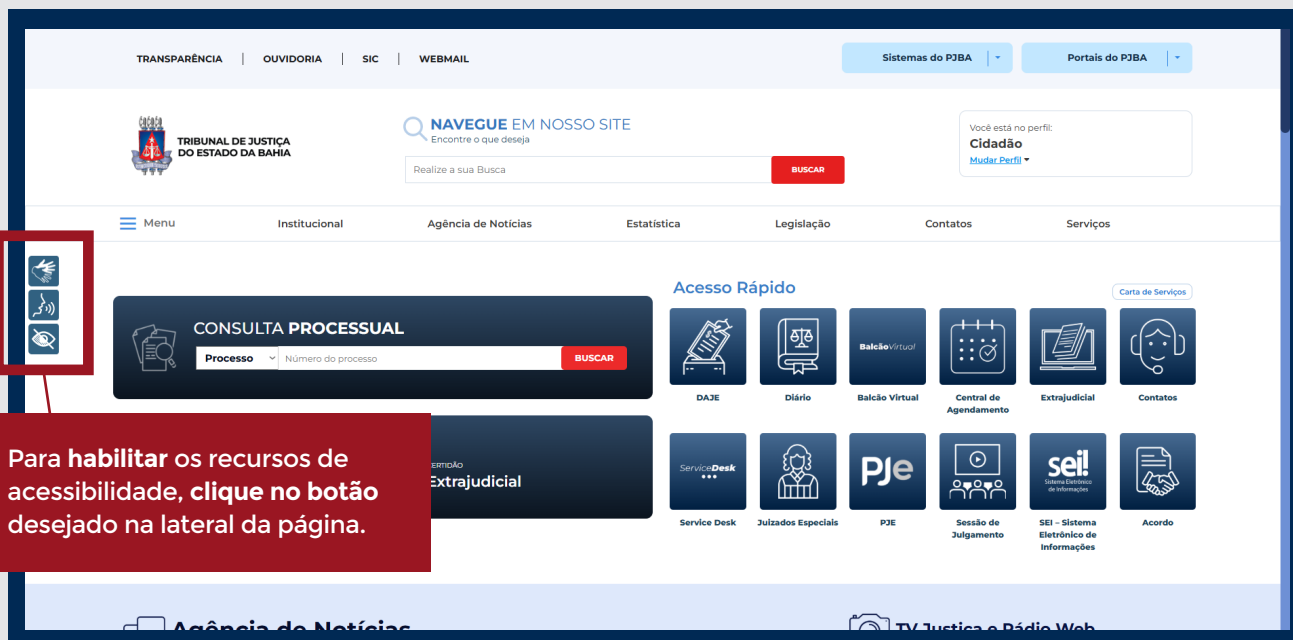 TRANSPARÊNCIA | OUVIDORIA | SIC | WEBMAIL
Sistemas do PJBA
Portais do PJBA
TRIBUNAL DE JUSTIÇA
DO ESTADO DA BAHIA
NAVEGUE EM NOSSO SITE
Encontre o que deseja
Realize a sua Busca
BUSCAR
Você está no perfil:
Cidadão
Mudar Perfil
Menu
Institucional
Agência de Notícias
Estatística
Legislação
Contatos
Serviços
CONSULTA PROCESSUAL
Processo
Número do processo
BUSCAR
Extrajudicial
Para habilitar os recursos de
acessibilidade, clique no botão
desejado na lateral da página.
Acesso Rápido
Carta de Serviços
BalcãoVirtual
DAJE
Diário
Balcão Virtual
Central de
Agendamento
Extrajudicial
Contatos
ServiceDesk
PJe
sei!
Sistema Eletrônico
de Informações
Service Desk
Juizados Especiais
PJE
Sessão de
Julgamento
SEI – Sistema
Eletrônico de
Informações
Acordo
Agência de Notícias
TV Justiça e Rádio Web